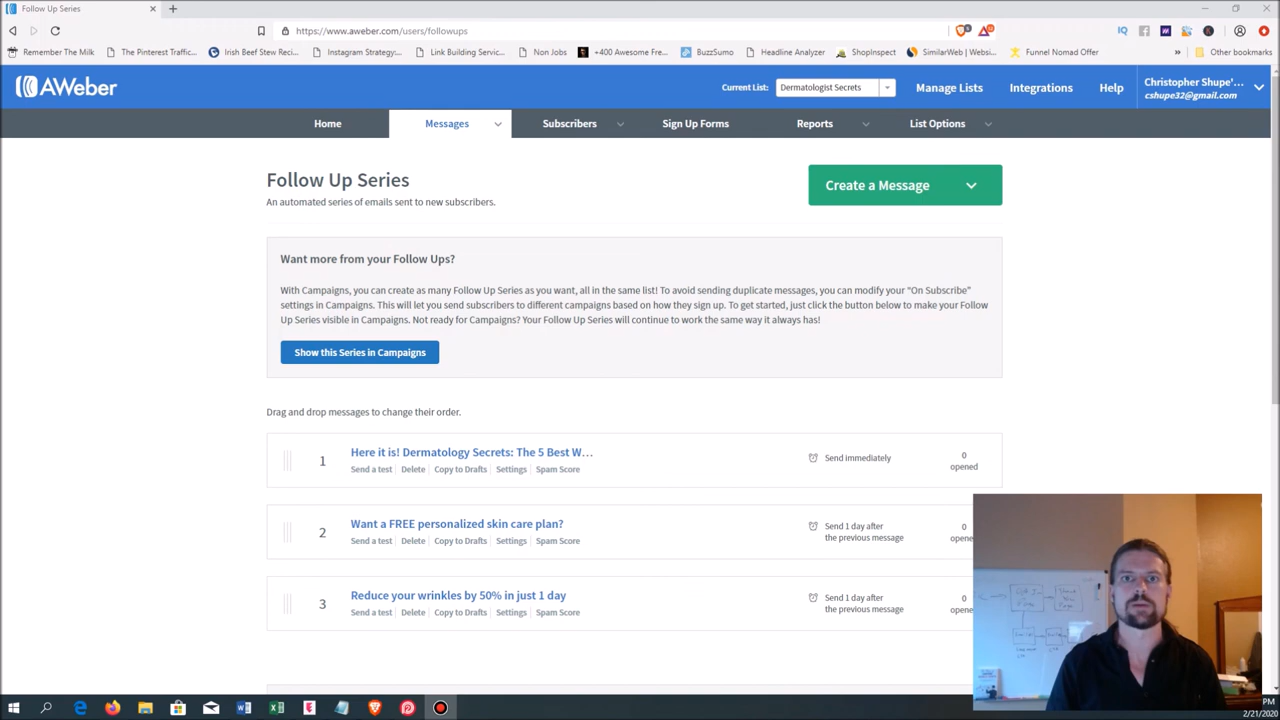 Follow Up Series
https://www.aweber.com/users/followups
Remember The Milk
The Pinterest Traffic...
Irish Beef Stew Reci...
Instagram Strategy:...
Link Building Servic...
Non Jobs
+400 Awesome Fre...
BuzzSumo
Headline Analyzer
ShopInspect
SimilarWeb | Websi...
Funnel Nomad Offer
»
Other bookmarks
AWeber
Current List:
Dermatologist Secrets
Manage Lists
Integrations
Help
Christopher Shupe'...
cshupe32@gmail.com
Home
Messages
Subscribers
Sign Up Forms
Reports
List Options
Follow Up Series
An automated series of emails sent to new subscribers.
Create a Message
Want more from your Follow Ups?
With Campaigns, you can create as many Follow Up Series as you want, all in the same list! To avoid sending duplicate messages, you can modify your "On Subscribe"
settings in Campaigns. This will let you send subscribers to different campaigns based on how they sign up. To get started, just click the button below to make your Follow
Up Series visible in Campaigns. Not ready for Campaigns? Your Follow Up Series will continue to work the same way it always has!
Show this Series in Campaigns
Drag and drop messages to change their order.
1
Here it is! Dermatology Secrets: The 5 Best W...
Send a test | Delete | Copy to Drafts | Settings | Spam Score
Send immediately
0
opened
2
Want a FREE personalized skin care plan?
Send a test | Delete | Copy to Drafts | Settings | Spam Score
Send 1 day after
the previous message
0
opene
3
Reduce your wrinkles by 50% in just 1 day
Send a test | Delete | Copy to Drafts | Settings | Spam Score
Send 1 day after
the previous message
0
opene
PM
2/21/2020